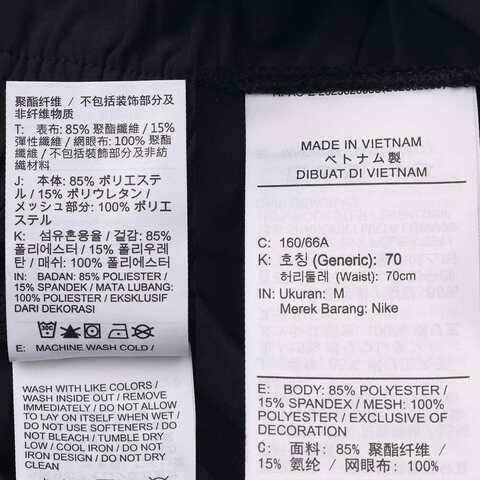 聚酯纤维 / 不包括装饰部分及
非纤维物质
T: 表布: 85% 聚酯纖維 / 15%
彈性纖維 / 網眼布: 100% 聚酯
纖維 / 不包括裝飾部分及非紡
織材料
J: 本体: 85% ポリエステ
ル / 15% ポリウレタン /
メッシュ部分: 100% ポリエ
ステル
K: 섬유혼용율 / 겉감: 85%
폴리에스터 / 15% 폴리우레
탄 / 매쉬: 100% 폴리에스터
IN: BADAN: 85% POLIESTER /
15% SPANDEX / MATA LUBANG:
100% POLIESTER / EKSKLUSIF
DARI DEKORASI
E: MACHINE WASH COLD /
WASH WITH LIKE COLORS /
WASH INSIDE OUT / REMOVE
IMMEDIATELY / DO NOT ALLOW
TO LAY ON ITSELF WHEN WET /
DO NOT USE SOFTENERS / DO
NOT BLEACH / TUMBLE DRY
LOW / COOL IRON / DO NOT
IRON TRIM / DO NOT DRY
CLEAN
MADE IN VIETNAM
ベトナム製
DIBUAT DI VIETNAM
C: 160/66A
K: 호칭 (Generic): 70
허리둘레 (Waist): 70cm
IN: Ukuran: M
Merek Barang: Nike
E: BODY: 85% POLYESTER /
15% SPANDEX / MESH: 100%
POLYESTER / EXCLUSIVE OF
DECORATION
C: 面料: 85% 聚酯纤维 /
15% 氨纶 / 网眼布: 100%